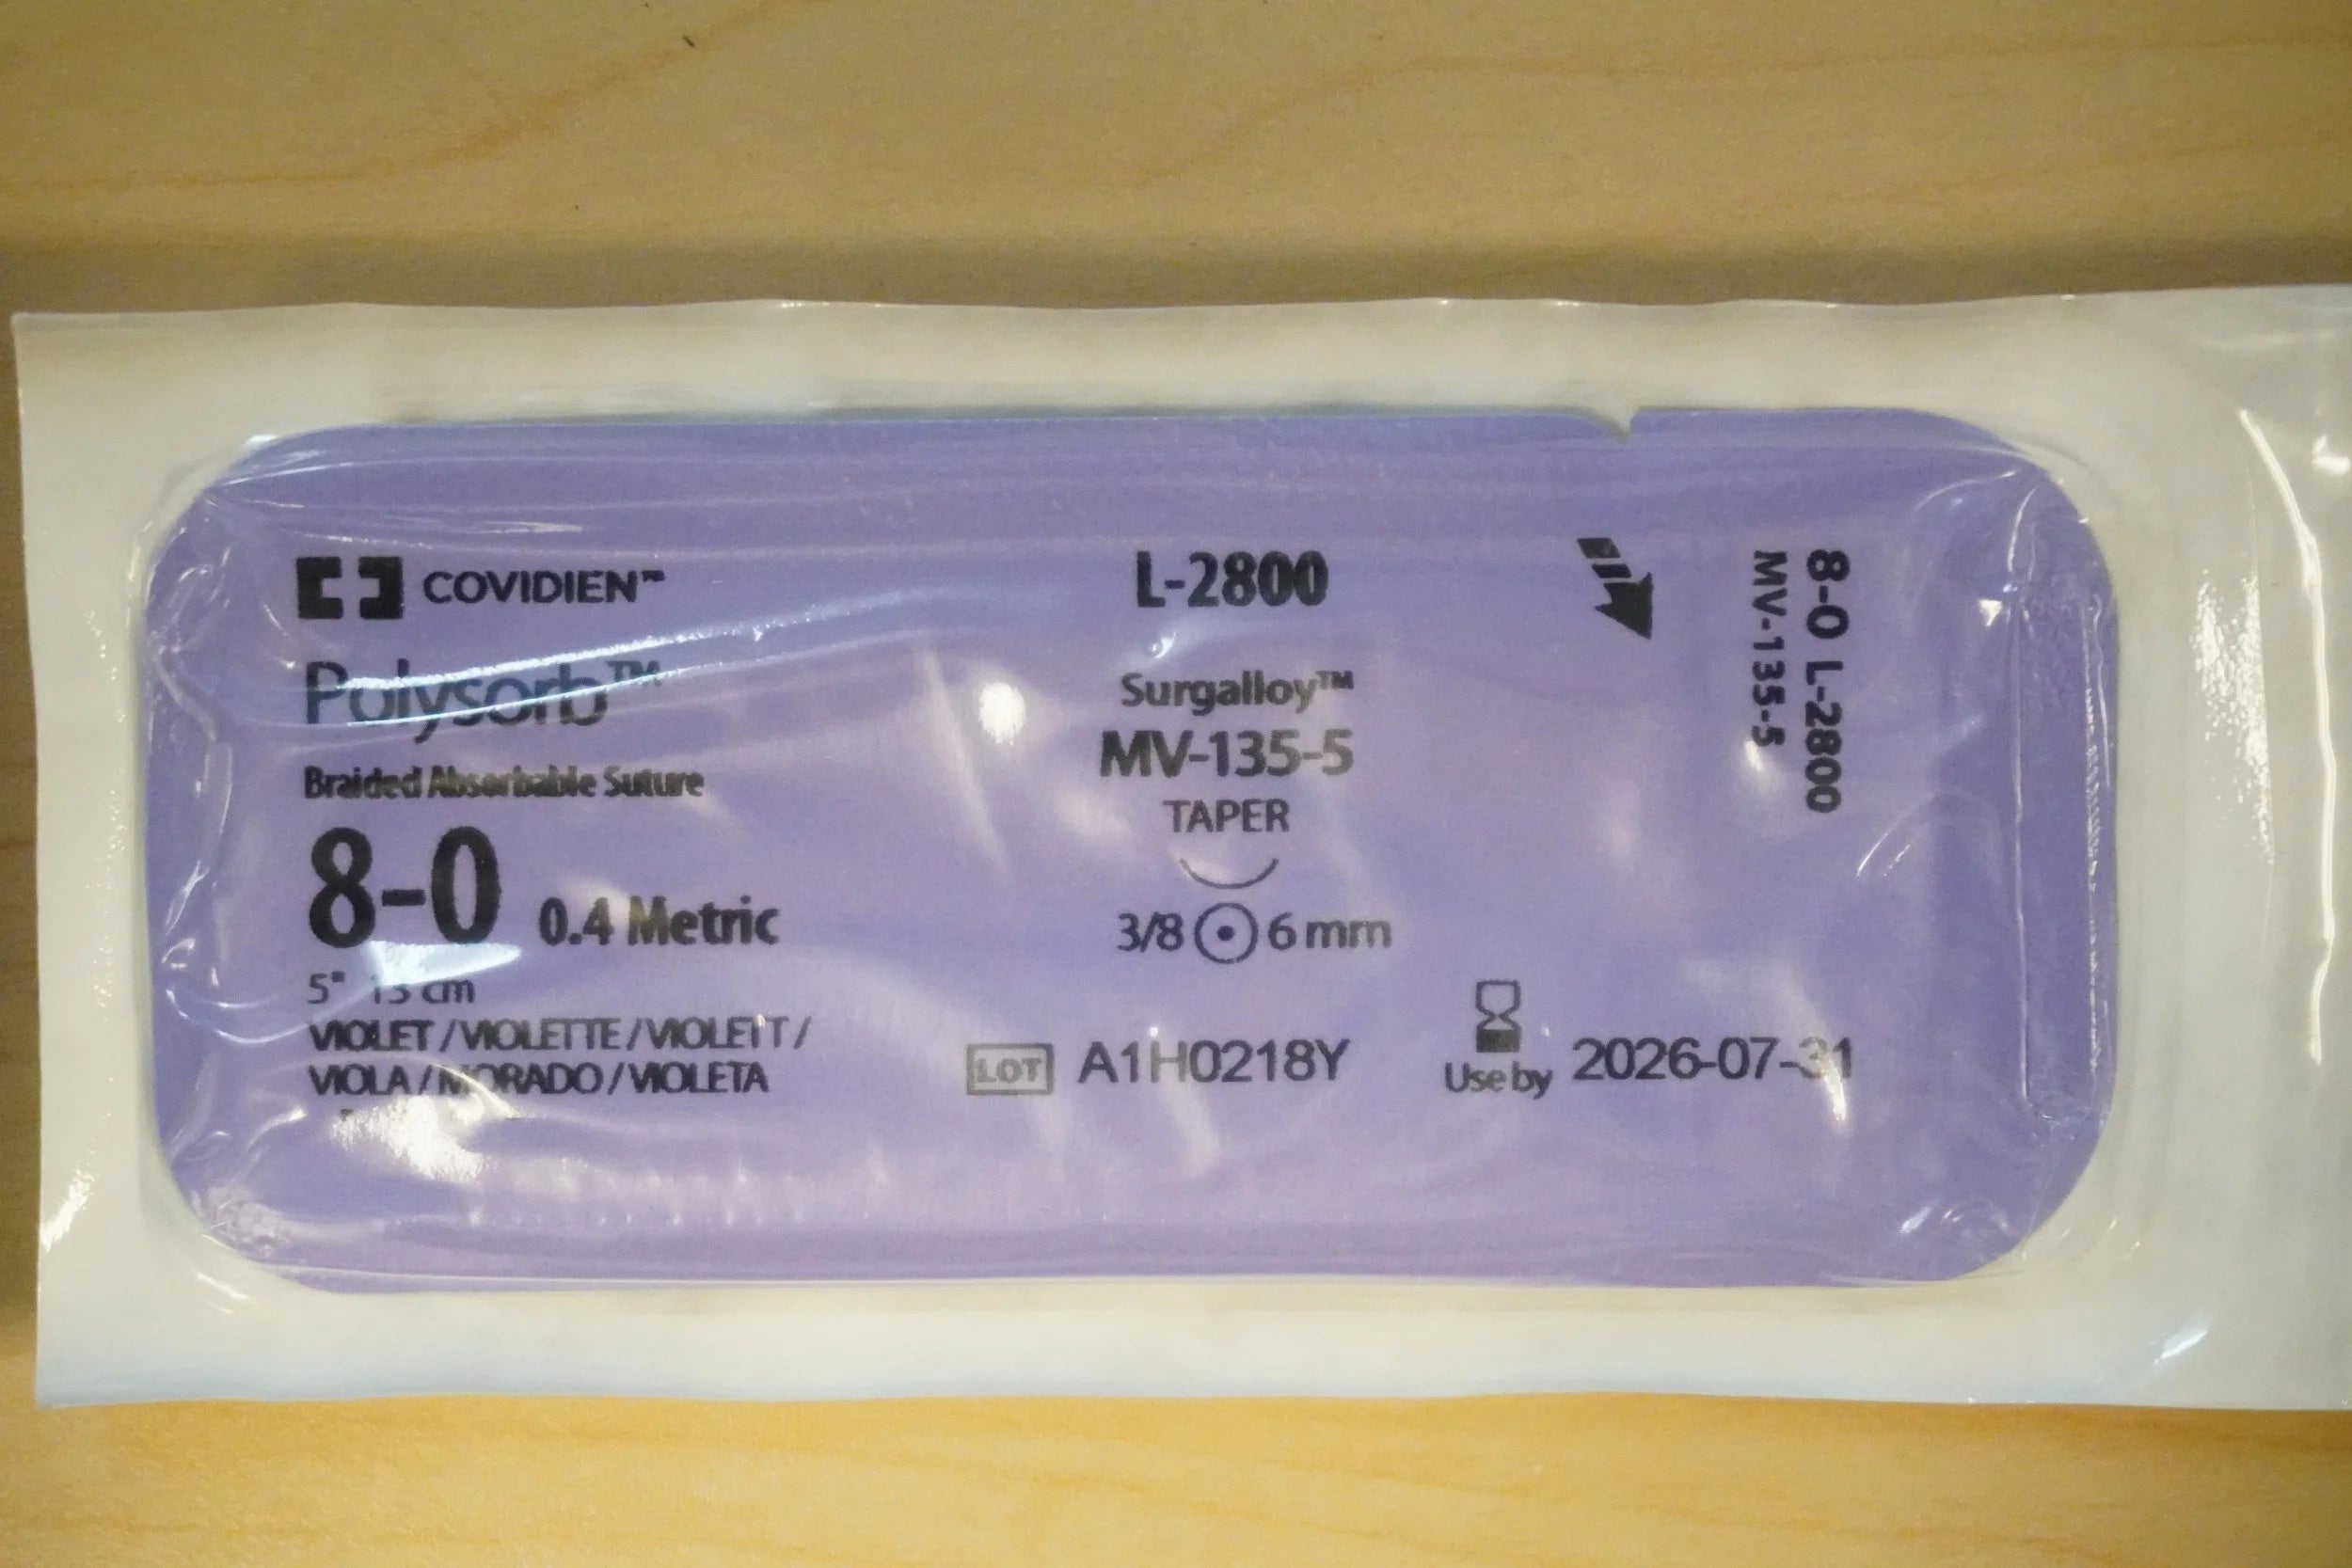 COVIDIEN™
Polysorb™
Braided Absorbable Suture
8-0 0.4 Metric
5" 13 cm
VIOLET / VIOLETTE / VIOLETT /
VIOLA / MORADO / VIOLETA
L-2800
Surgalloy™
MV-135-5
TAPER
3/8 6 mm
LOT A1H0218Y
Use by 2026-07-31
8-0 L-2800
MV-135-5